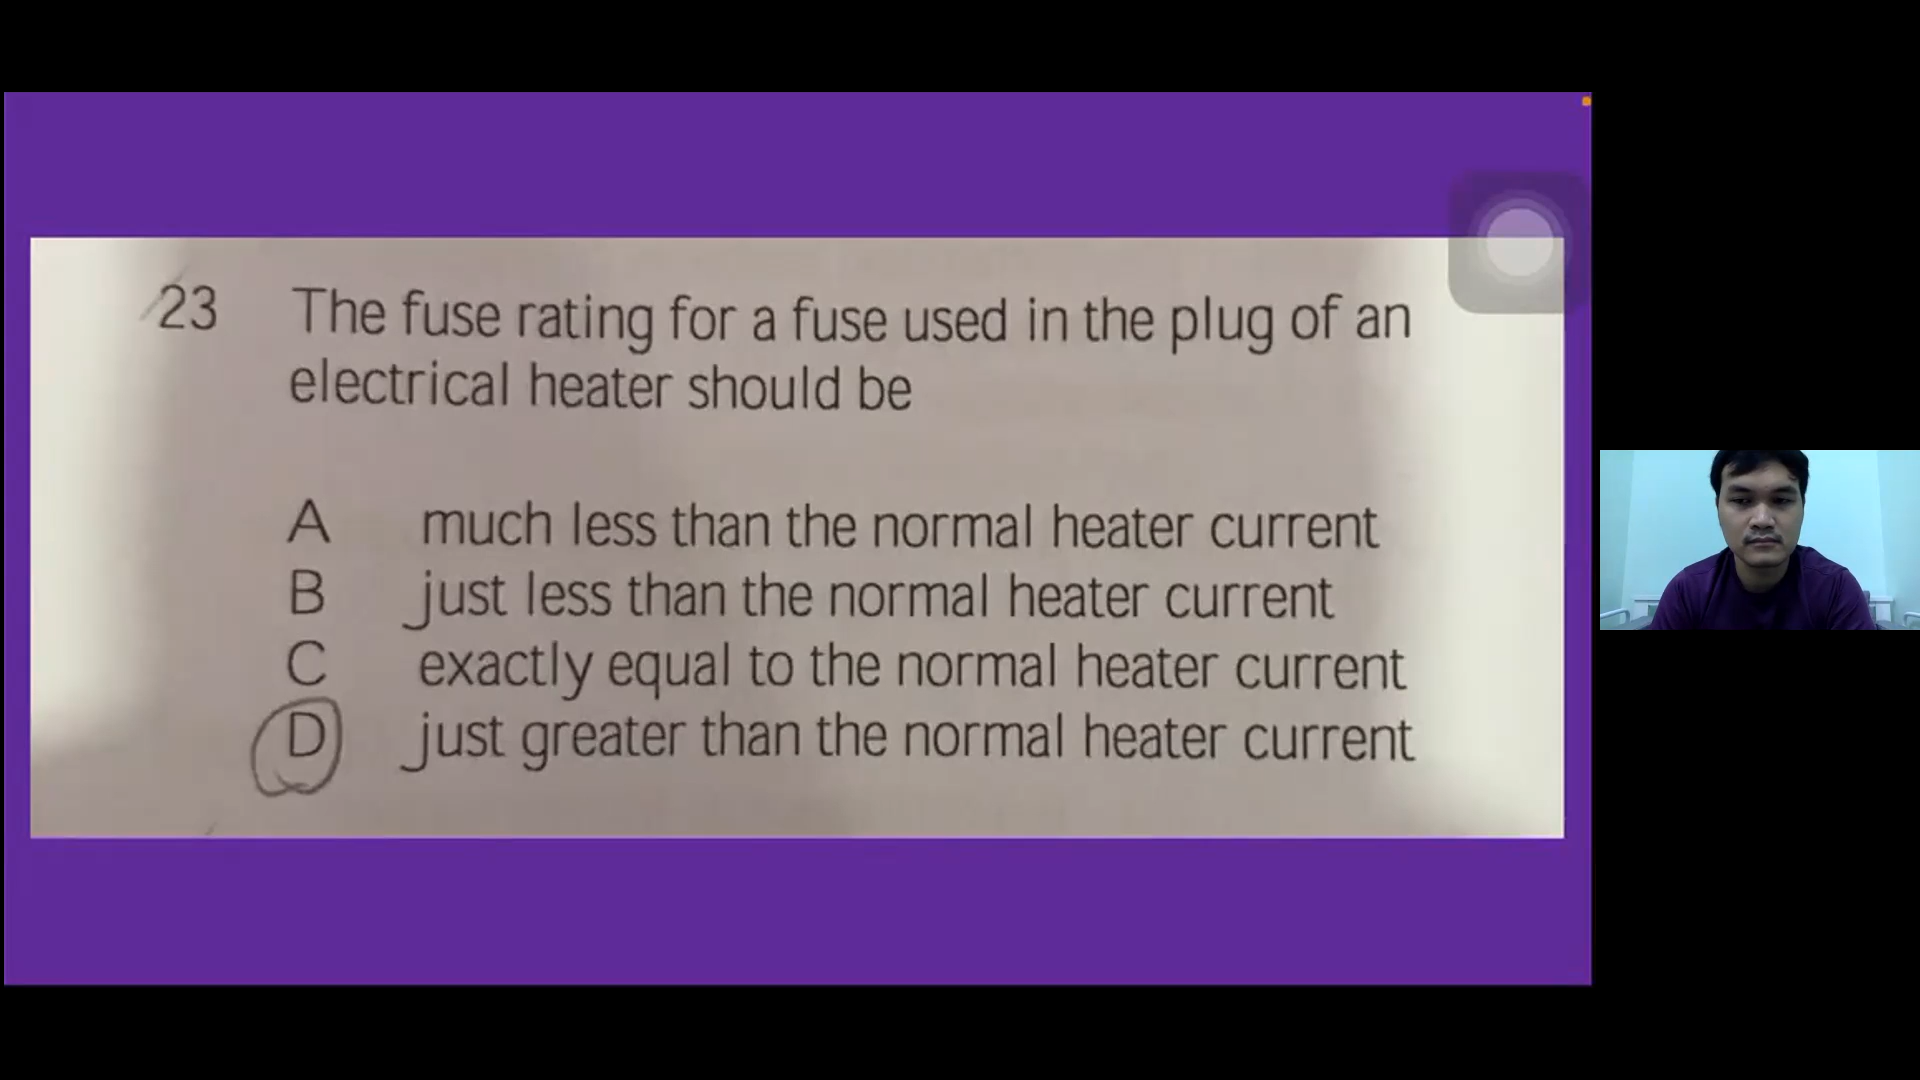 23 The fuse rating for a fuse used in the plug of an
electrical heater should be
A much less than the normal heater current
B just less than the normal heater current
C exactly equal to the normal heater current
D just greater than the normal heater current